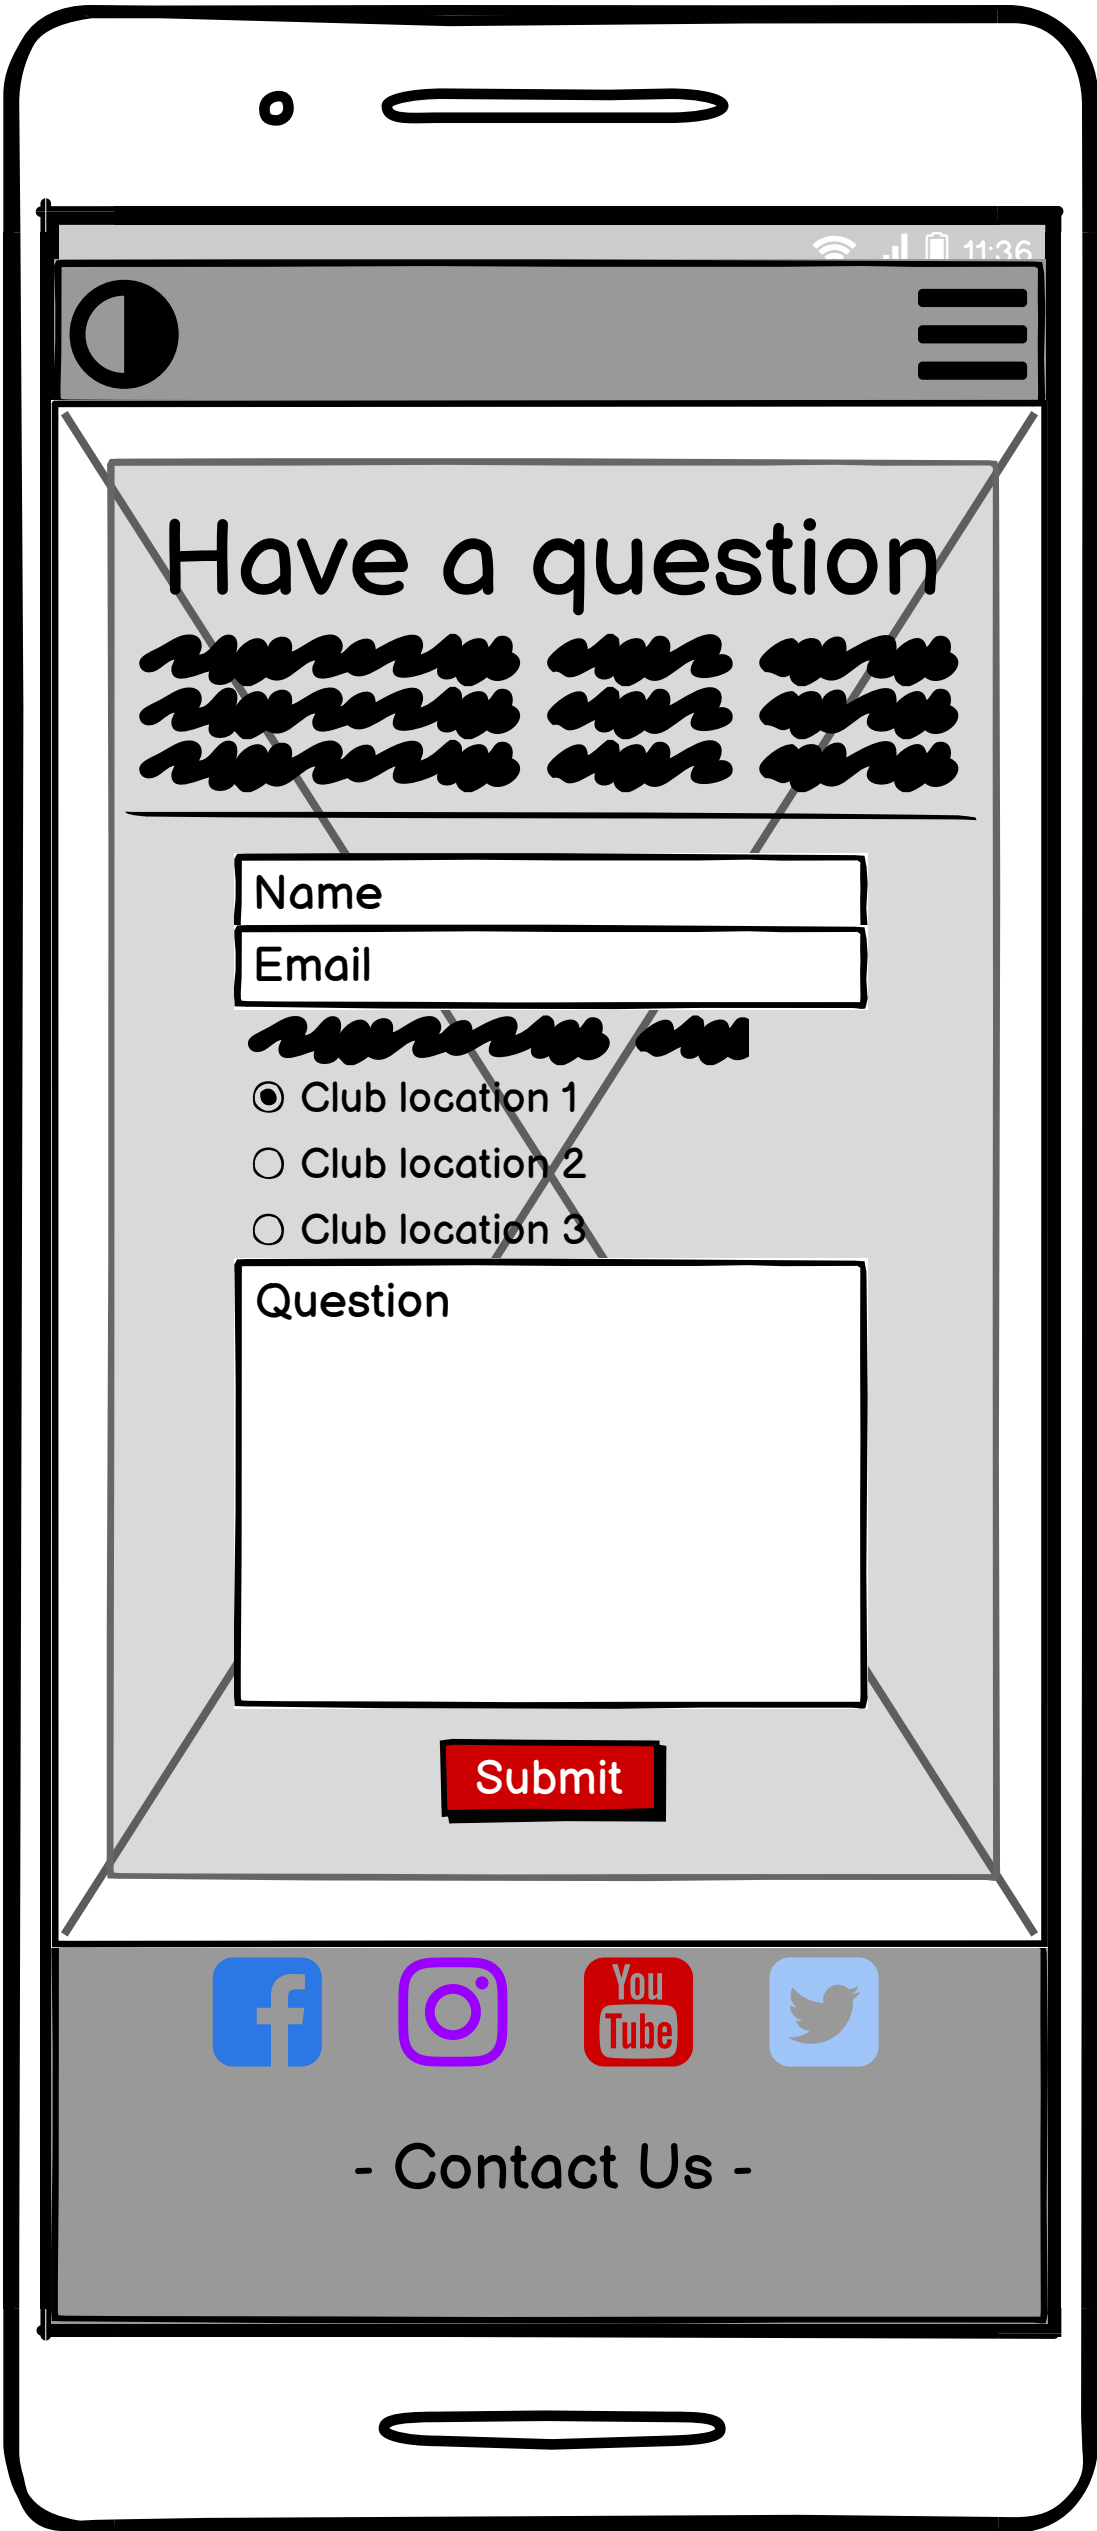 11:36
Have a question
Name
Email
Club location 1
Club location 2
Club location 3
Question
Submit
You
Tube
- Contact Us -